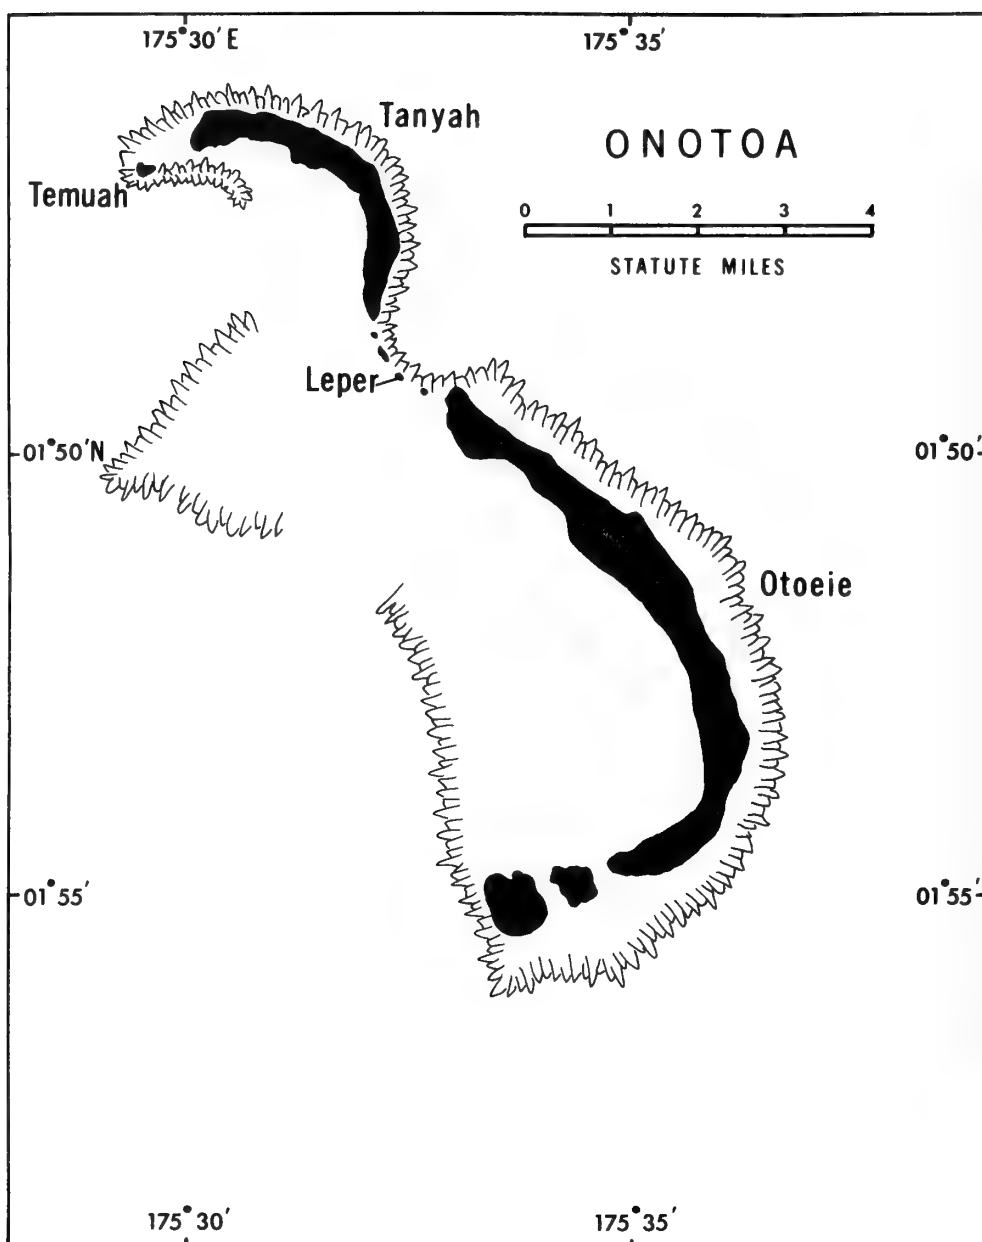 175°30′ E
175°35′
Tanyah
ONOTOA
Temuah
0 1 2 3 4
STATUTE MILES
Leper
01°50′N
01°50′
Otoeie
01°55′
01°55′
175°30′
175°35′